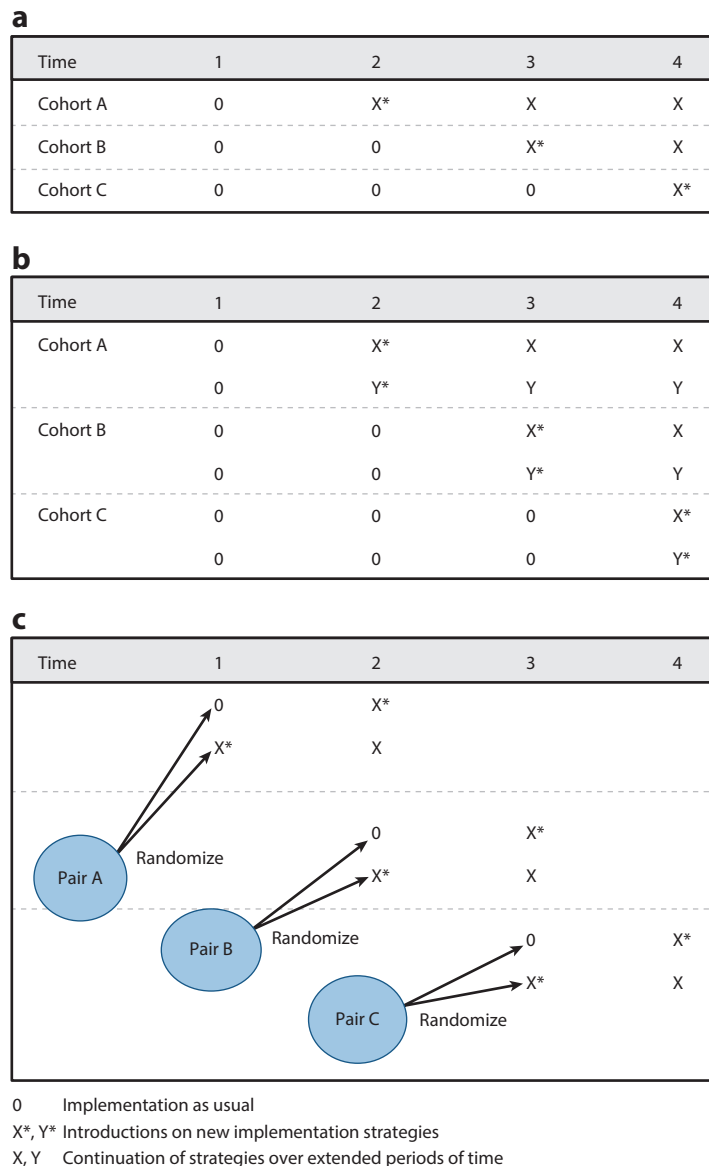 a
Time 1 2 3 4
Cohort A 0 X* X X
Cohort B 0 0 X* X
Cohort C 0 0 0 X*
b
Time 1 2 3 4
Cohort A 0 X* X X
0 Y* Y Y
Cohort B 0 0 X* X
0 0 Y* Y
Cohort C 0 0 0 X*
0 0 0 Y*
c
Time 1 2 3 4
0 X*
X* X
0 X*
Randomize
Pair A X* X
Randomize
Pair B 0 X*
X* X
Pair C Randomize
0 Implementation as usual
X*, Y* Introductions on new implementation strategies
X, Y Continuation of strategies over extended periods of time